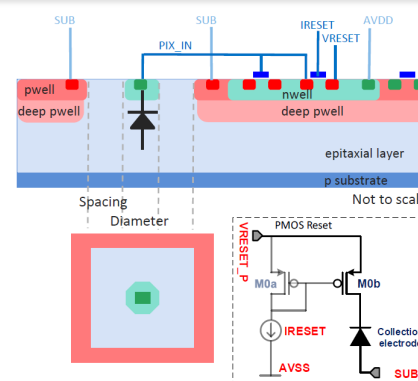 SUB SUB IRESET AVDD
PIX_IN VRESET
pwell nwell
deep pwell deep pwell
epitaxial layer
p substrate
Spacing Not to scal
Diameter
PMOS Reset
VRESET_P
M0a M0b
IRESET Collection
electrode
AVSS
SUB